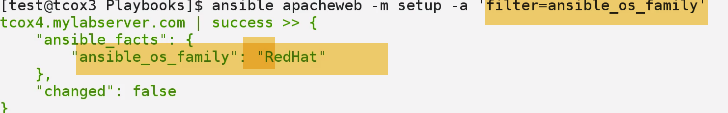 [test@tcox3 Playbooks]$ ansible apacheweb -m setup -a 'filter=ansible_os_family'
tcox4.mylabserver.com | success >> {
    "ansible_facts": {
        "ansible_os_family": "RedHat"
    },
    "changed": false
}